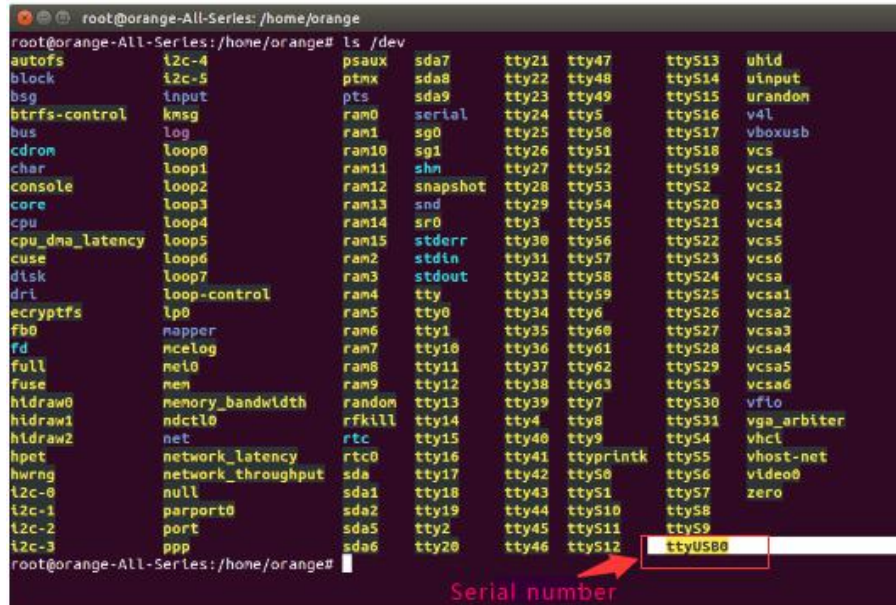 root@orange-All-Series: /home/orange
root@orange-All-Series:/home/orange# ls /dev
autofs i2c-4 psaux sda7 tty21 tty47 ttyS13 uhid
block i2c-5 ptmx sda8 tty22 tty48 ttyS14 uinput
bsg input pts sda9 tty23 tty49 ttyS15 urandom
btrfs-control kmsg ram0 serial tty24 tty5 ttyS16 v4l
bus log ram1 sg0 tty25 tty50 ttyS17 vboxusb
cdrom loop0 ram10 sg1 tty26 tty51 ttyS18 vcs
char loop1 ram11 shm tty27 tty52 ttyS19 vcs1
console loop2 ram12 snapshot tty28 tty53 ttyS2 vcs2
core loop3 ram13 snd tty29 tty54 ttyS20 vcs3
cpu loop4 ram14 sr0 tty3 tty55 ttyS21 vcs4
cpu_dma_latency loop5 ram15 stderr tty30 tty56 ttyS22 vcs5
cuse loop6 ram2 stdin tty31 tty57 ttyS23 vcs6
disk loop7 ram3 stdout tty32 tty58 ttyS24 vcsa
dri loop-control ram4 tty tty33 tty59 ttyS25 vcsa1
ecryptfs lp0 ram5 tty0 tty34 tty6 ttyS26 vcsa2
fb0 mapper ram6 tty1 tty35 tty60 ttyS27 vcsa3
fd mcelog ram7 tty10 tty36 tty61 ttyS28 vcsa4
full mei0 ram8 tty11 tty37 tty62 ttyS29 vcsa5
fuse mem ram9 tty12 tty38 tty63 ttyS3 vcsa6
hidraw0 memory_bandwidth random tty13 tty39 tty7 ttyS30 vfio
hidraw1 ndctl0 rfkill tty14 tty4 tty8 ttyS31 vga_arbiter
hidraw2 net rtc tty15 tty40 tty9 ttyS4 vhci
hpet network_latency rtc0 tty16 tty41 ttyprintk ttyS5 vhost-net
hwrng network_throughput sda tty17 tty42 ttyS0 ttyS6 video0
i2c-0 null sda1 tty18 tty43 ttyS1 ttyS7 zero
i2c-1 parport0 sda2 tty19 tty44 ttyS10 ttyS8
i2c-2 port sda5 tty2 tty45 ttyS11 ttyS9
i2c-3 ppp sda6 tty20 tty46 ttyS12 ttyUSB0
root@orange-All-Series:/home/orange#
Serial number